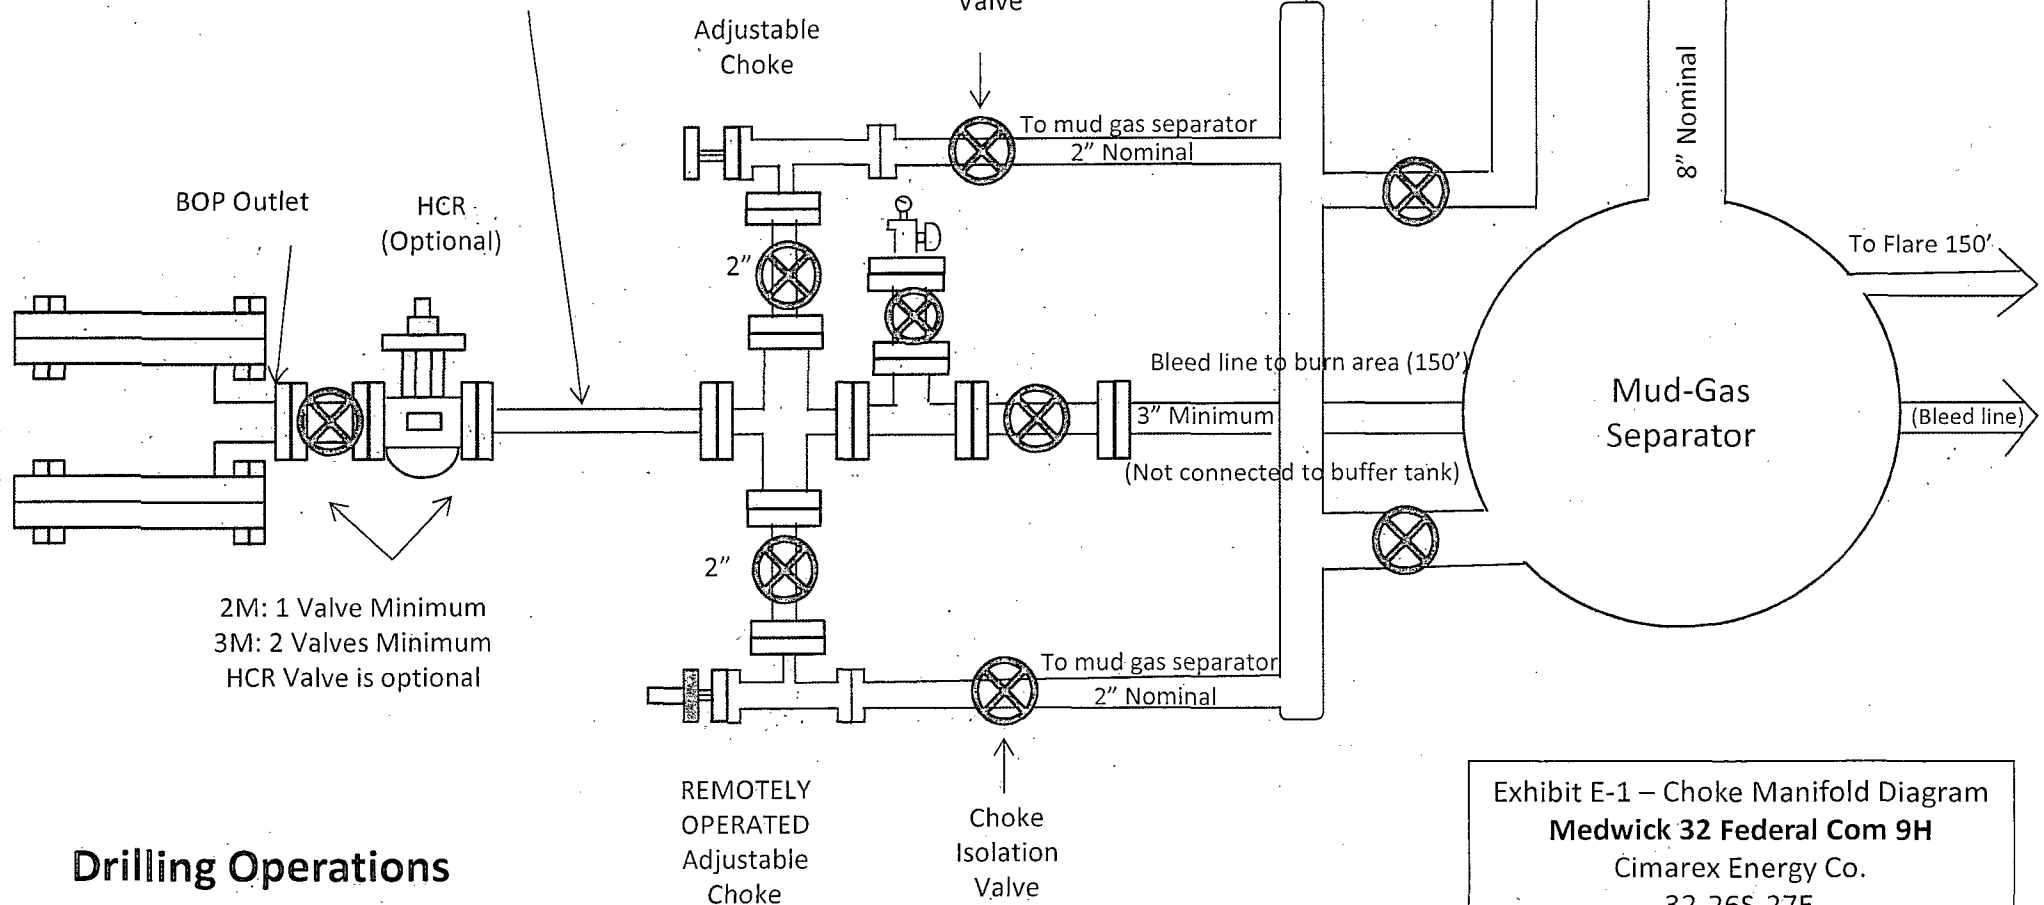 Valve
Adjustable
Choke
8” Nominal
To mud gas separator
2” Nominal
BOP Outlet
HCR
(Optional)
2”
To Flare 150’
Bleed line to burn area (150’)
3” Minimum
(Not connected to buffer tank)
Mud-Gas
Separator
(Bleed line)
2”
2M: 1 Valve Minimum
3M: 2 Valves Minimum
HCR Valve is optional
To mud gas separator
2” Nominal
REMOTELY
OPERATED
Adjustable
Choke
Choke
Isolation
Valve
Drilling Operations
Exhibit E-1 – Choke Manifold Diagram
Medwick 32 Federal Com 9H
Cimarex Energy Co.
32-26S-27E